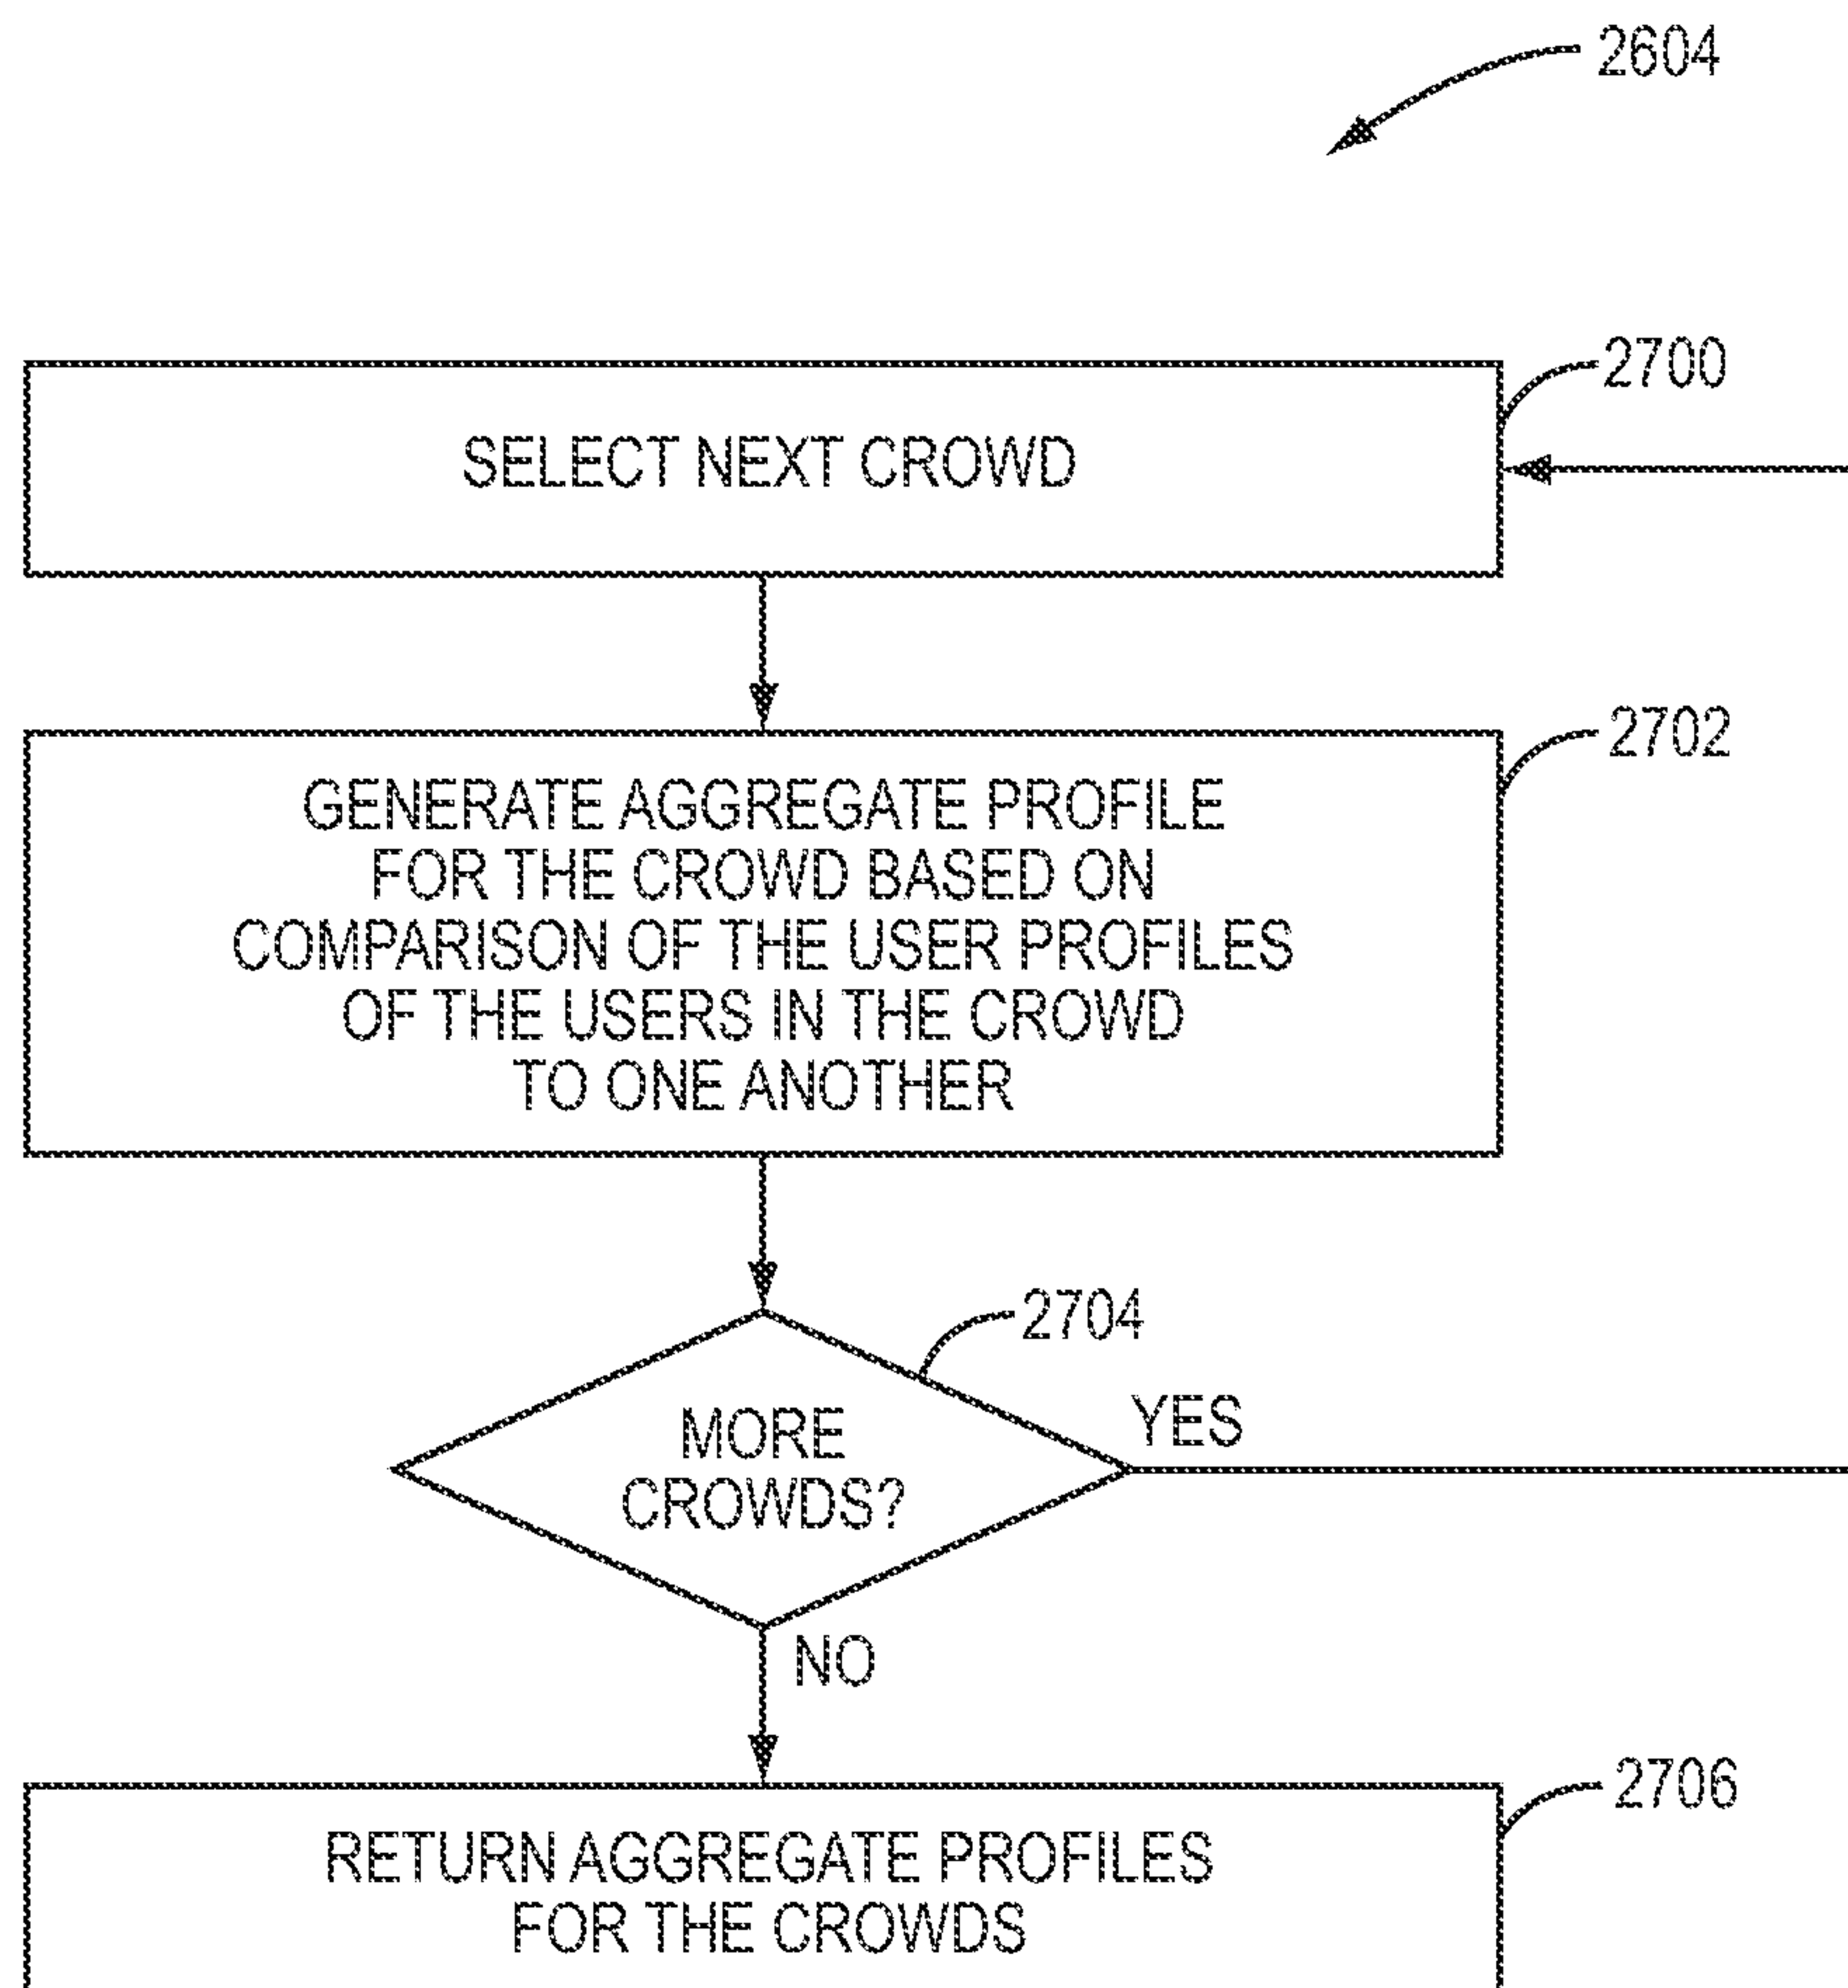 2604
2700
SELECT NEXT CROWD
2702
GENERATE AGGREGATE PROFILE
FOR THE CROWD BASED ON
COMPARISON OF THE USER PROFILES
OF THE USERS IN THE CROWD
TO ONE ANOTHER
2704
MORE
CROWDS?
YES
NO
2706
RETURN AGGREGATE PROFILES
FOR THE CROWDS